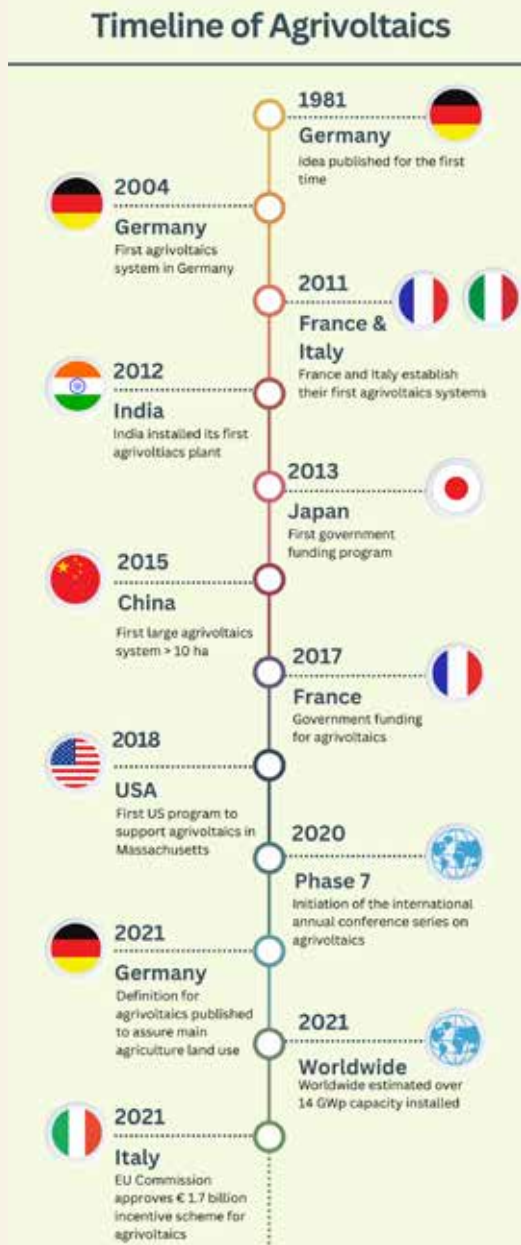 Timeline of Agrivoltaics
1981
Germany
Idea published for the first
time
2004
Germany
First agrivoltaics
system in Germany
2011
France &
Italy
France and Italy establish
their first agrivoltaics systems
2012
India
India installed its first
agrivoltiacs plant
2013
Japan
First government
funding program
2015
China
First large agrivoltaics
system > 10 ha
2017
France
Government funding
for agrivoltaics
2018
USA
First US program to
support agrivoltaics in
Massachusetts
2020
Phase 7
Initiation of the international
annual conference series on
agrivoltaics
2021
Germany
Definition for
agrivoltaics published
to assure main
agriculture land use
2021
Worldwide
Worldwide estimated over
14 GWp capacity installed
2021
Italy
EU Commission
approves € 1.7 billion
incentive scheme for
agrivoltaics